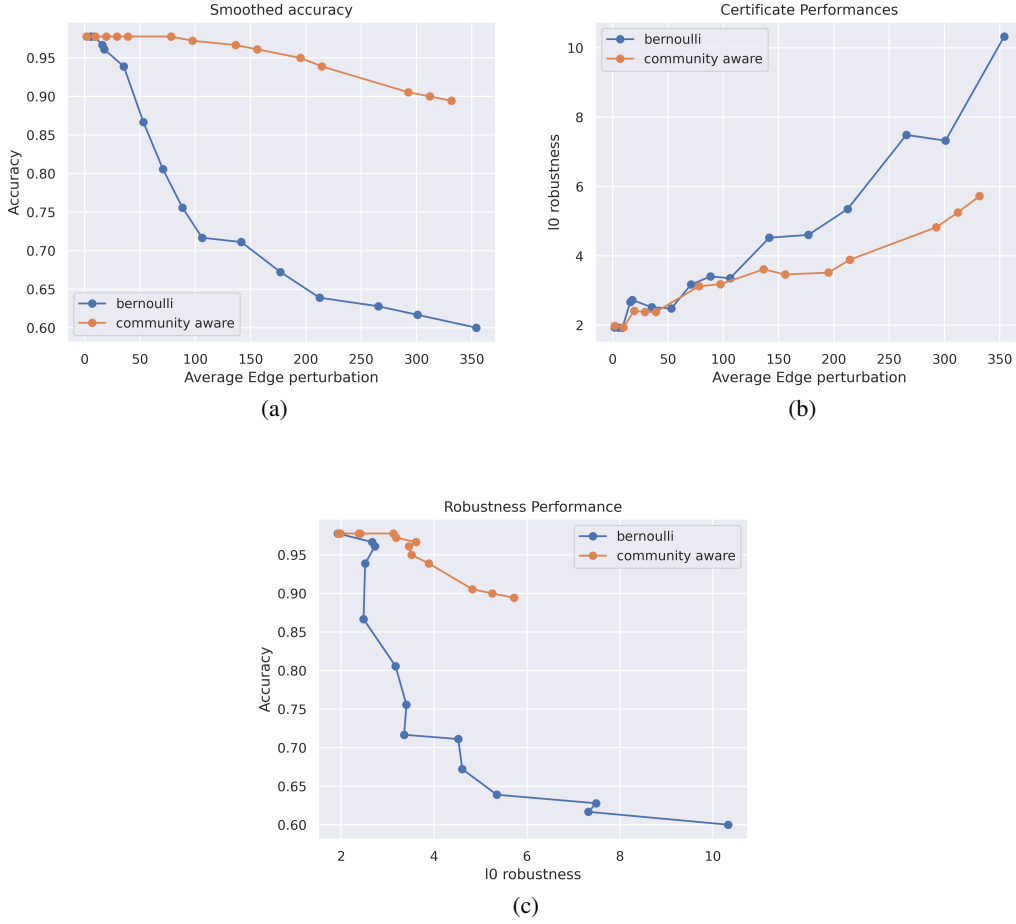 Smoothed accuracy
Accuracy
0.95
0.90
0.85
0.80
0.75
0.70
0.65
0.60
bernoulli
community aware
0 50 100 150 200 250 300 350
Average Edge perturbation
(a)
Certificate Performances
l0 robustness
10
8
6
4
2
bernoulli
community aware
0 50 100 150 200 250 300 350
Average Edge perturbation
(b)
Robustness Performance
Accuracy
0.95
0.90
0.85
0.80
0.75
0.70
0.65
0.60
bernoulli
community aware
2 4 6 8 10
l0 robustness
(c)